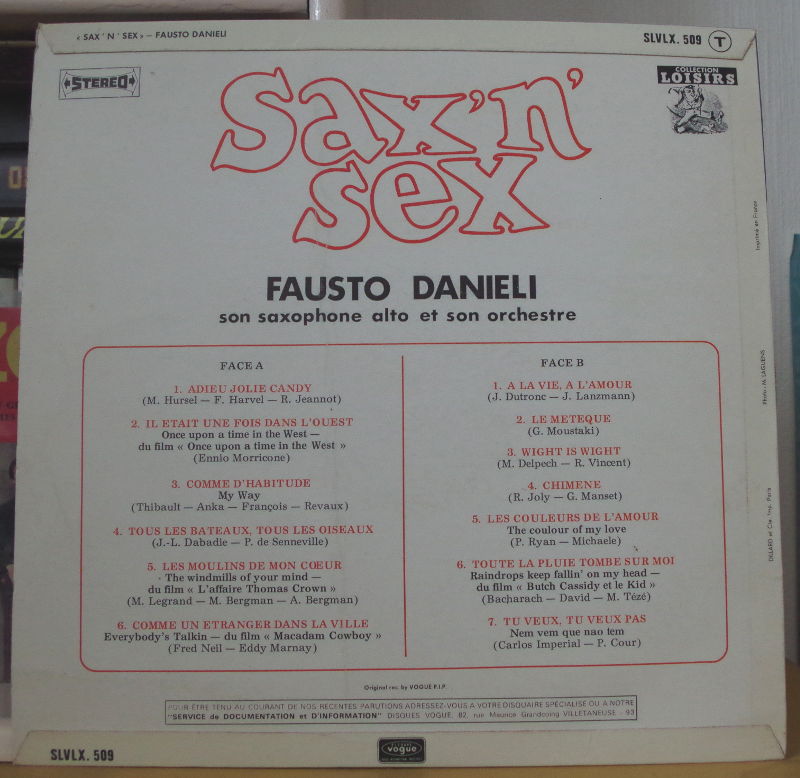 « SAX'N'SEX » – FAUSTO DANIELI
SLVLX. 509 T
STEREO
COLLECTION
LOISIRS
Sax'n'
sex
FAUSTO DANIELI
son saxophone alto et son orchestre
FACE A
1. ADIEU JOLIE CANDY
(M. Hursel — F. Harvel — R. Jeannot)
2. IL ETAIT UNE FOIS DANS L'OUEST
Once upon a time in the West —
du film « Once upon a time in the West »
(Ennio Morricone)
3. COMME D'HABITUDE
My Way
(Thibault — Anka — François — Revaux)
4. TOUS LES BATEAUX, TOUS LES OISEAUX
(J.-L. Dabadie — P. de Senneville)
5. LES MOULINS DE MON CŒUR
The windmills of your mind —
du film « L'affaire Thomas Crown »
(M. Legrand — M. Bergman — A. Bergman)
6. COMME UN ETRANGER DANS LA VILLE
Everybody's Talkin — du film « Macadam Cowboy »
(Fred Neil — Eddy Marnay)
FACE B
1. A LA VIE, A L'AMOUR
(J. Dutronc — J. Lanzmann)
2. LE METEQUE
(G. Moustaki)
3. WIGHT IS WIGHT
(M. Delpech — R. Vincent)
4. CHIMENE
(R. Joly — G. Manset)
5. LES COULEURS DE L'AMOUR
The coulour of my love
(P. Ryan — Michaele)
6. TOUTE LA PLUIE TOMBE SUR MOI
Raindrops keep fallin' on my head —
du film « Butch Cassidy et le Kid »
(Bacharach — David — M. Tézé)
7. TU VEUX, TU VEUX PAS
Nem vem que nao tem
(Carlos Imperial — P. Cour)
Imprimé en France
Photo: M. LAGUENS
DILLARD et Cie. Imp. Paris
Original rec. by VOGUE P.I.P.
POUR ÊTRE TENU AU COURANT DE NOS RECENTES PARUTIONS ADRESSEZ-VOUS A VOTRE DISQUAIRE SPÉCIALISÉ OU A NOTRE
"SERVICE de DOCUMENTATION et D'INFORMATION" DISQUES VOGUE, 82, rue Maurice Grandcoing VILLETANEUSE - 93
SLVLX. 509
vogue